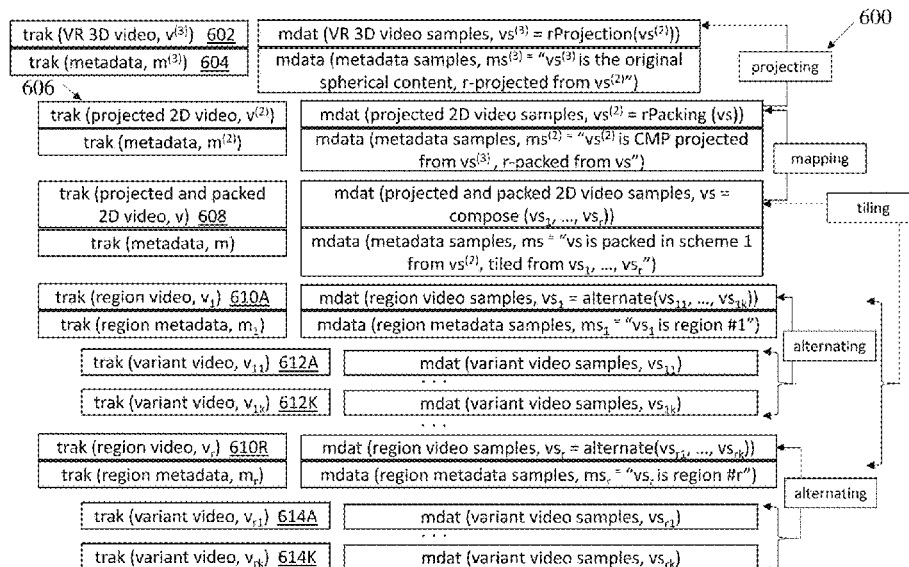 600
trak (VR 3D video, v(3)) 602
mdat (VR 3D video samples, vs(3) = rProjection(vs(2)))
trak (metadata, m(3)) 604
mdata (metadata samples, ms(3) = "vs(3) is the original
spherical content, r-projected from vs(2)")
projecting
606
trak (projected 2D video, v(2))
mdat (projected 2D video samples, vs(2) = rPacking (vs))
trak (metadata, m(2))
mdata (metadata samples, ms(2) = "vs(2) is CMP projected
from vs(3) , r-packed from vs")
mapping
trak (projected and packed
2D video, v) 608
mdat (projected and packed 2D video samples, vs =
compose (vs1, ..., vsr))
tiling
trak (metadata, m)
mdata (metadata samples, ms = "vs is packed in scheme 1
from vs(2), tiled from vs1, ..., vsr")
trak (region video, v1) 610A
mdat (region video samples, vs1 = alternate(vs11, ..., vs1k))
trak (region metadata, m1)
mdata (region metadata samples, ms1 = "vs1 is region #1")
alternating
trak (variant video, v11) 612A
mdat (variant video samples, vs11)
. . .
trak (variant video, v1k) 612K
mdat (variant video samples, vs1k)
. . .
trak (region video, vr) 610R
mdat (region video samples, vsr = alternate(vsr1, ..., vsrk))
trak (region metadata, mr)
mdata (region metadata samples, msr = "vsr is region #r")
alternating
trak (variant video, vr1) 614A
mdat (variant video samples, vsr1)
. . .
trak (variant video, vrk) 614K
mdat (variant video samples, vsrk)